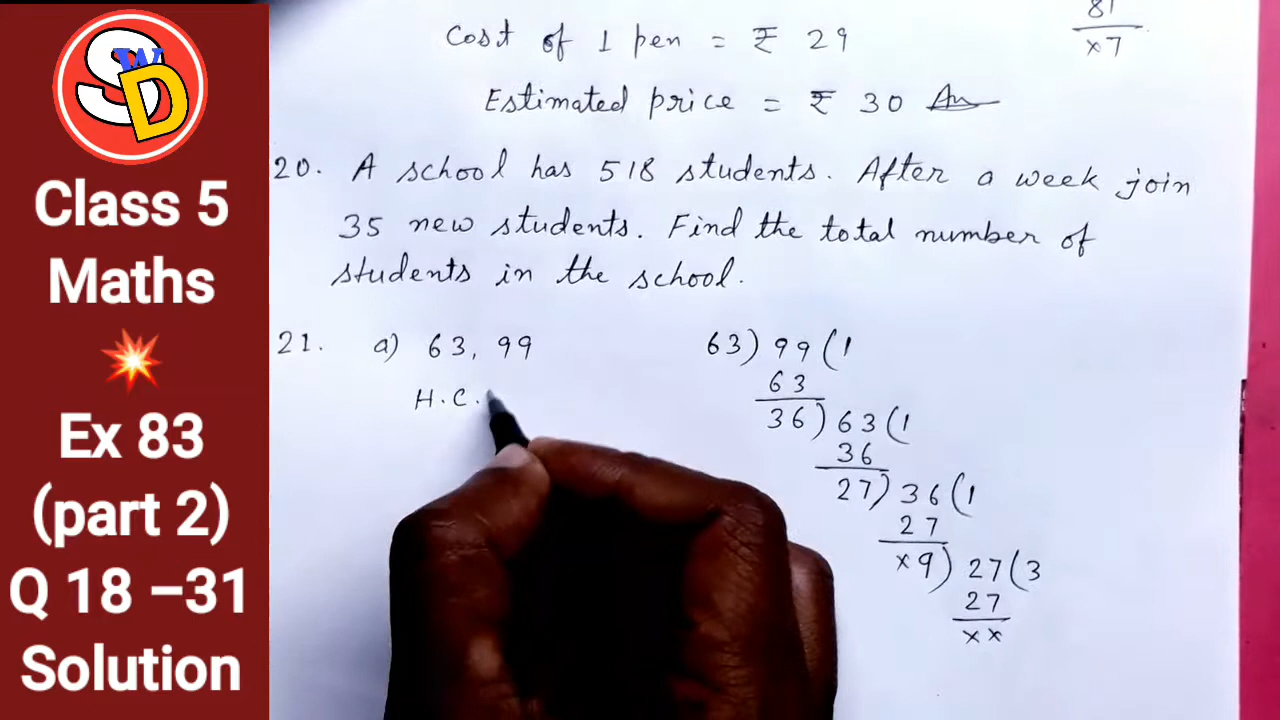 SWD
Class 5
Maths
Ex 83
(part 2)
Q 18 –31
Solution
81
×7
Cost of 1 pen = ₹ 29
Estimated price = ₹ 30 Ans
20. A school has 518 students. After a week join
35 new students. Find the total number of
students in the school.
21. a) 63, 99
H.C.
63) 99 (1
63
36) 63 (1
36
27) 36 (1
27
×9) 27 (3
27
××